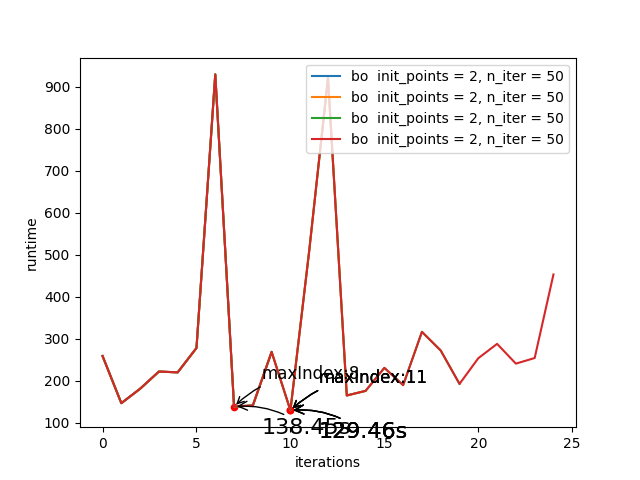 bo  init_points = 2, n_iter = 50
bo  init_points = 2, n_iter = 50
bo  init_points = 2, n_iter = 50
bo  init_points = 2, n_iter = 50
900
800
700
600
500
400
300
200
100
runtime
maxIndex:8
maxIndex:11
138.45s
129.46s
0
5
10
15
20
25
iterations